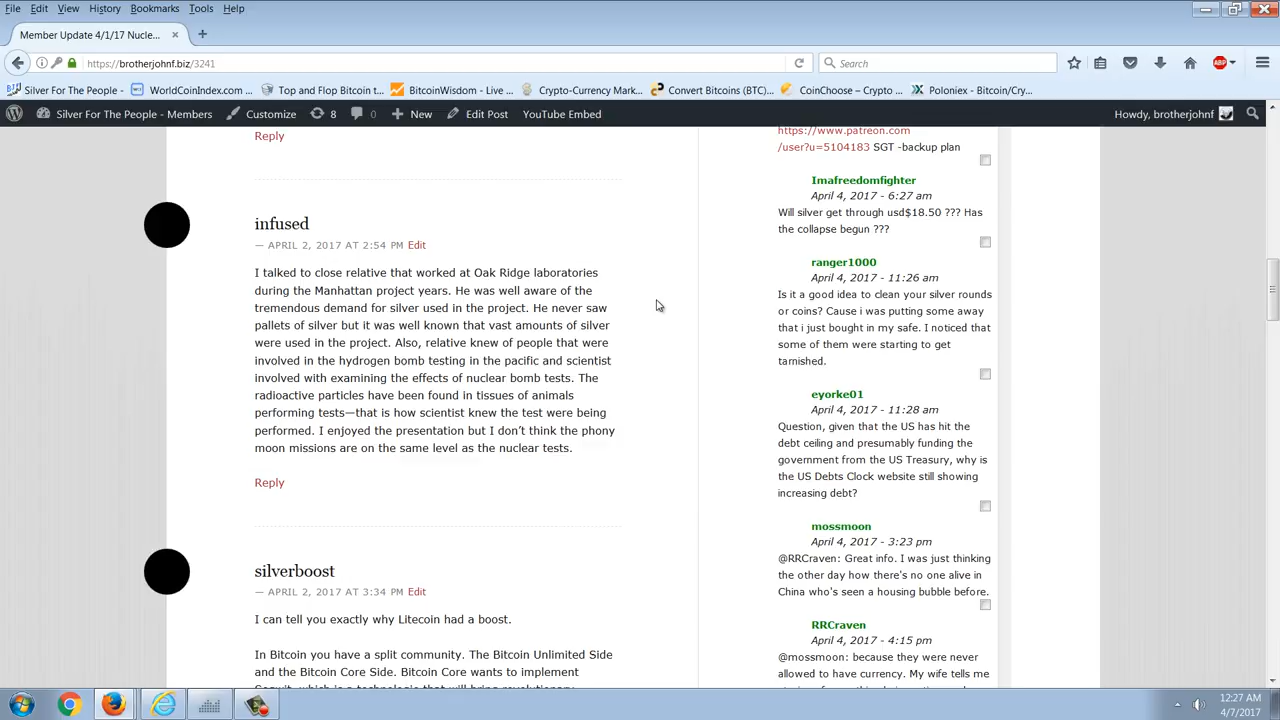 File Edit View History Bookmarks Tools Help
Member Update 4/1/17 Nucle...
https://brotherjohnf.biz/3241
Search
Silver For The People - WorldCoinIndex.com ... Top and Flop Bitcoin t... BitcoinWisdom - Live ... Crypto-Currency Mark... Convert Bitcoins (BTC)... CoinChoose – Crypto ... Poloniex - Bitcoin/Cry...
Silver For The People - Members Customize 8 0 New Edit Post YouTube Embed Howdy, brotherjohnf
Reply
infused
— APRIL 2, 2017 AT 2:54 PM Edit
I talked to close relative that worked at Oak Ridge laboratories
during the Manhattan project years. He was well aware of the
tremendous demand for silver used in the project. He never saw
pallets of silver but it was well known that vast amounts of silver
were used in the project. Also, relative knew of people that were
involved in the hydrogen bomb testing in the pacific and scientist
involved with examining the effects of nuclear bomb tests. The
radioactive particles have been found in tissues of animals
performing tests—that is how scientist knew the test were being
performed. I enjoyed the presentation but I don't think the phony
moon missions are on the same level as the nuclear tests.
Reply
silverboost
— APRIL 2, 2017 AT 3:34 PM Edit
I can tell you exactly why Litecoin had a boost.
In Bitcoin you have a split community. The Bitcoin Unlimited Side
and the Bitcoin Core Side. Bitcoin Core wants to implement
https://www.patreon.com
/user?u=5104183 SGT -backup plan
Imafreedomfighter
April 4, 2017 - 6:27 am
Will silver get through usd$18.50 ??? Has
the collapse begun ???
ranger1000
April 4, 2017 - 11:26 am
Is it a good idea to clean your silver rounds
or coins? Cause i was putting some away
that i just bought in my safe. I noticed that
some of them were starting to get
tarnished.
eyorke01
April 4, 2017 - 11:28 am
Question, given that the US has hit the
debt ceiling and presumably funding the
government from the US Treasury, why is
the US Debts Clock website still showing
increasing debt?
mossmoon
April 4, 2017 - 3:23 pm
@RRCraven: Great info. I was just thinking
the other day how there's no one alive in
China who's seen a housing bubble before.
RRCraven
April 4, 2017 - 4:15 pm
@mossmoon: because they were never
allowed to have currency. My wife tells me
12:27 AM
4/7/2017